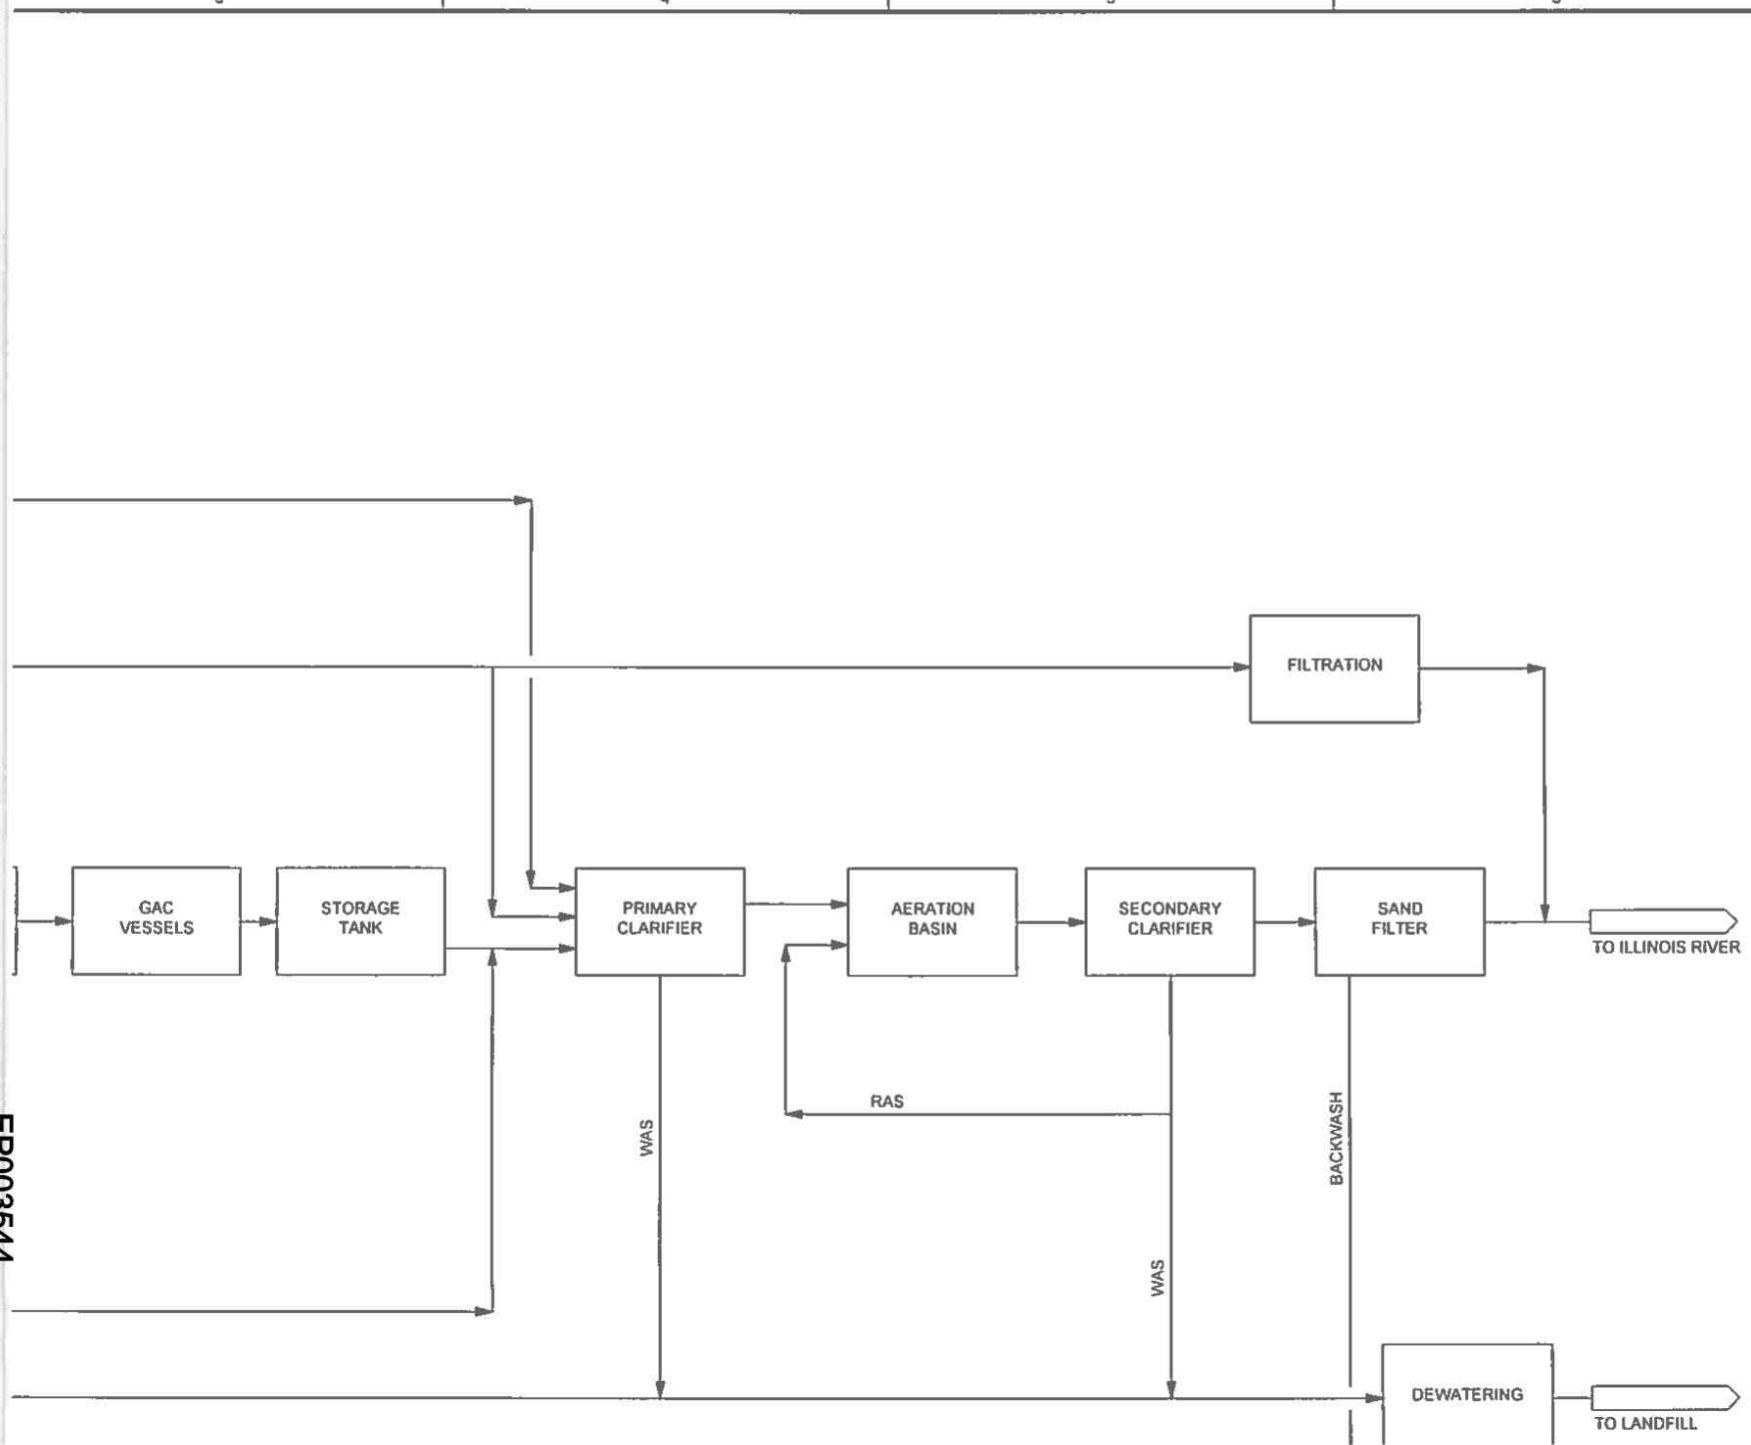 FILTRATION
GAC
VESSELS
STORAGE
TANK
PRIMARY
CLARIFIER
AERATION
BASIN
SECONDARY
CLARIFIER
SAND
FILTER
TO ILLINOIS RIVER
RAS
WAS
BACKWASH
WAS
DEWATERING
TO LANDFILL